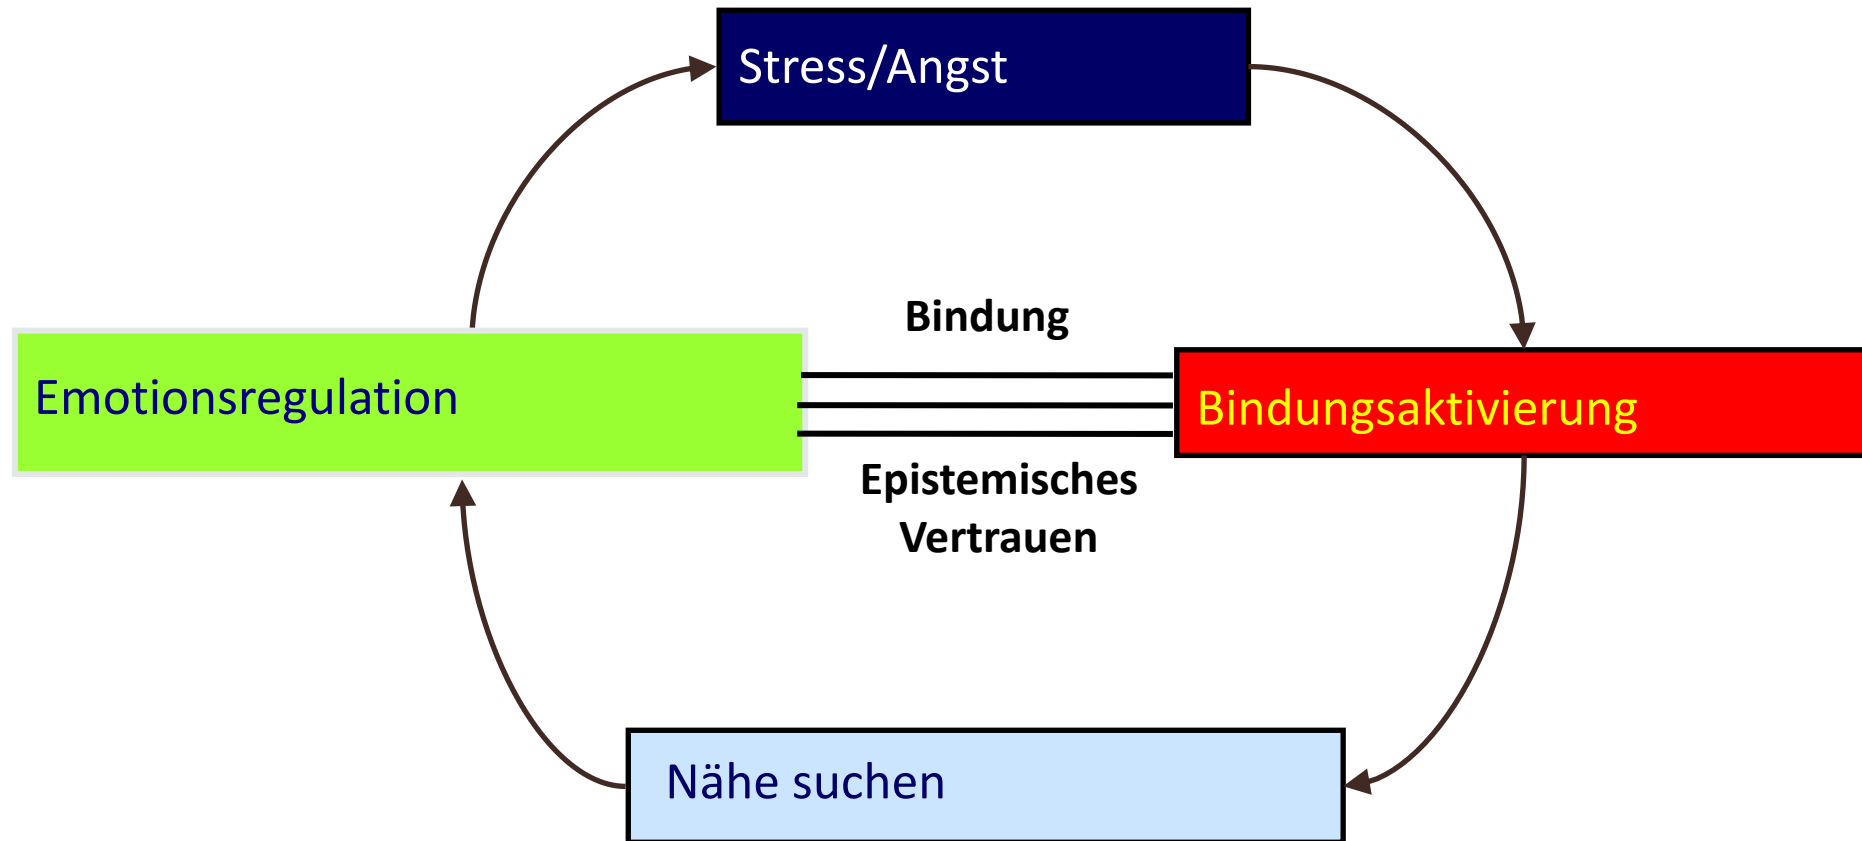 Stress/Angst
Bindung
Emotionsregulation
Bindungsaktivierung
Epistemisches
Vertrauen
Nähe suchen